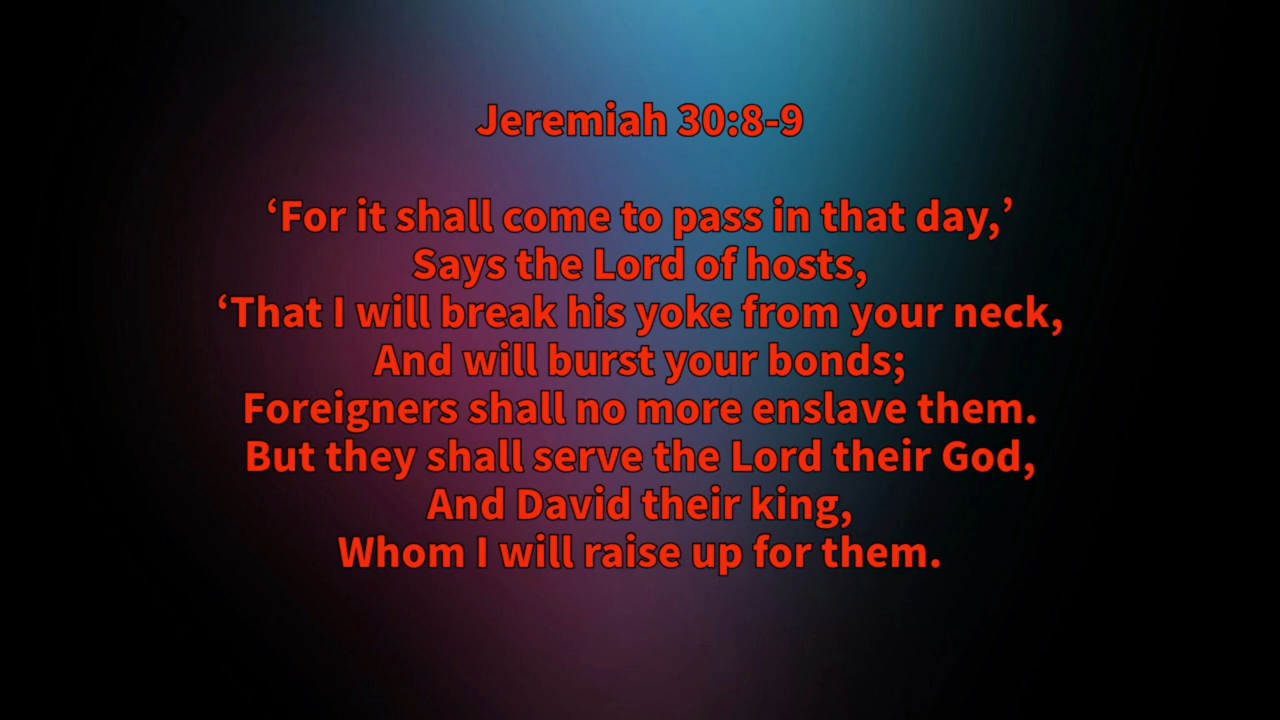 Jeremiah 30:8-9
‘For it shall come to pass in that day,’
Says the Lord of hosts,
‘That I will break his yoke from your neck,
And will burst your bonds;
Foreigners shall no more enslave them.
But they shall serve the Lord their God,
And David their king,
Whom I will raise up for them.